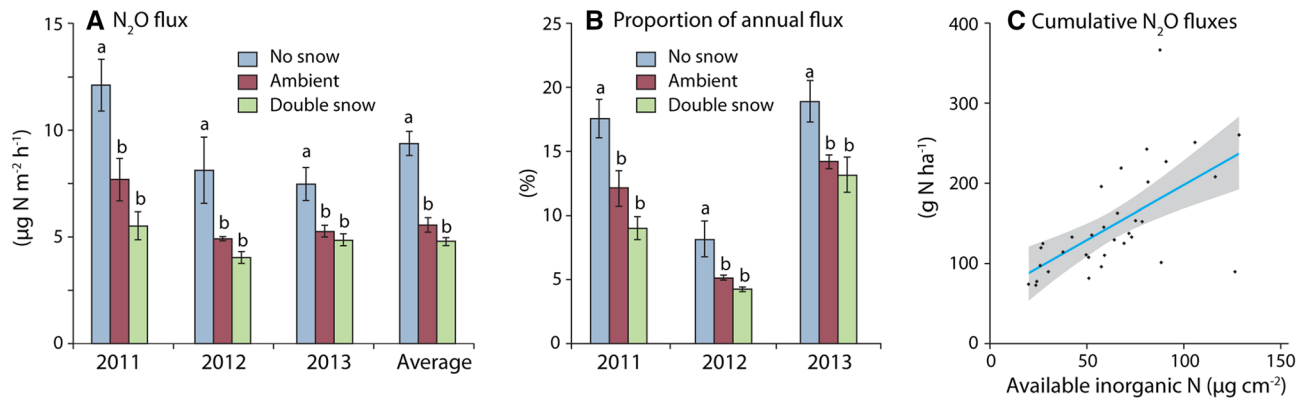 A N₂O flux
(µg N m⁻² h⁻¹)
15
10
5
0
a
b
b
a
b
b
a
b
b
a
b
b
No snow
Ambient
Double snow
2011 2012 2013 Average
B Proportion of annual flux
(%)
25
20
15
10
5
0
a
b
b
a
b
b
a
b
b
No snow
Ambient
Double snow
2011 2012 2013
C Cumulative N₂O fluxes
(g N ha⁻¹)
400
300
200
100
0
0 50 100 150
Available inorganic N (µg cm⁻²)